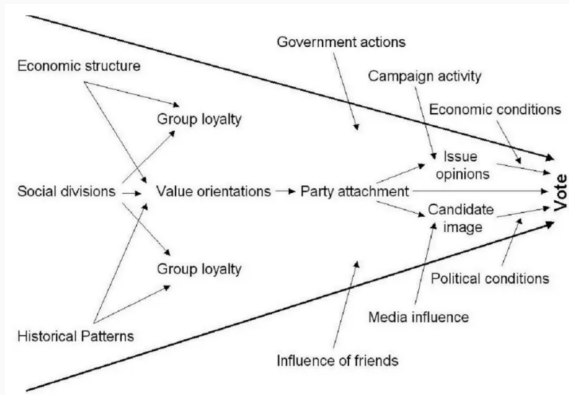 Government actions
Economic structure
Campaign activity
Economic conditions
Group loyalty
Issue
opinions
Social divisions
Value orientations
Party attachment
Vote
Candidate
image
Group loyalty
Political conditions
Media influence
Historical Patterns
Influence of friends